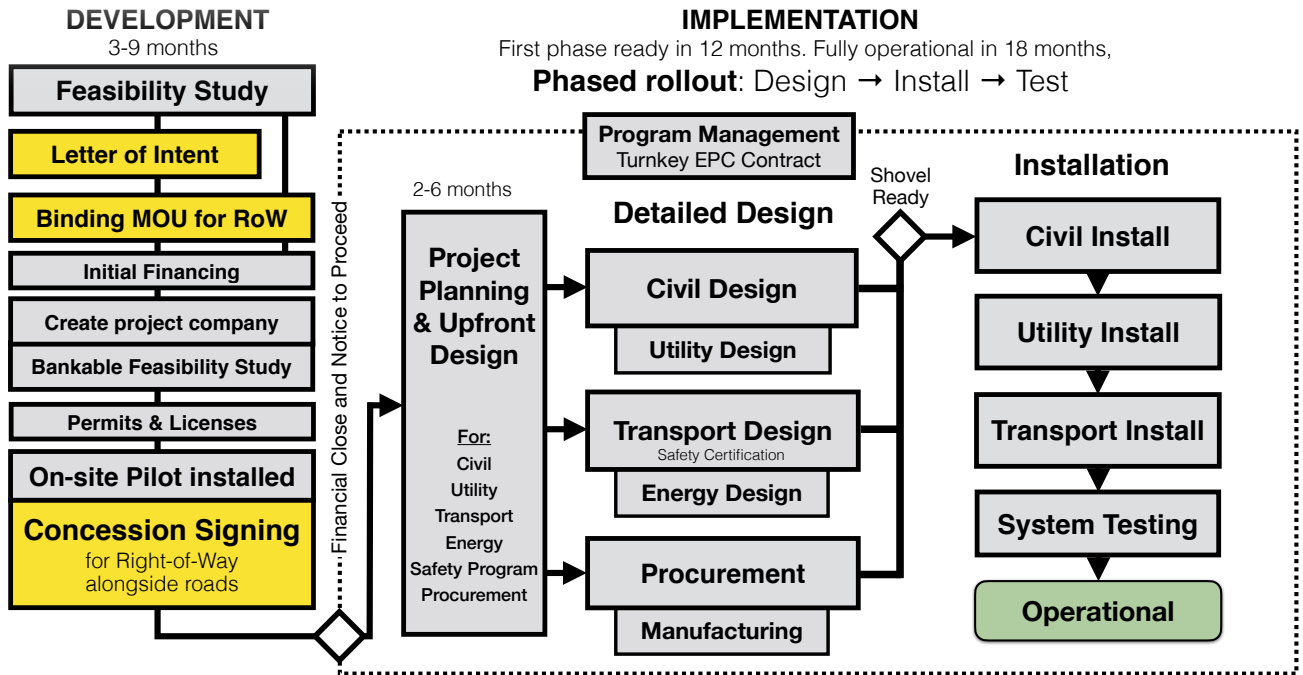 DEVELOPMENT
3-9 months
Feasibility Study
Letter of Intent
Binding MOU for RoW
Initial Financing
Create project company
Bankable Feasibility Study
Permits & Licenses
On-site Pilot installed
Concession Signing
for Right-of-Way
alongside roads
Financial Close and Notice to Proceed
IMPLEMENTATION
First phase ready in 12 months. Fully operational in 18 months,
Phased rollout: Design → Install → Test
Program Management
Turnkey EPC Contract
2-6 months
Project
Planning
& Upfront
Design
For:
Civil
Utility
Transport
Energy
Safety Program
Procurement
Detailed Design
Civil Design
Utility Design
Transport Design
Safety Certification
Energy Design
Procurement
Manufacturing
Shovel
Ready
Installation
Civil Install
Utility Install
Transport Install
System Testing
Operational